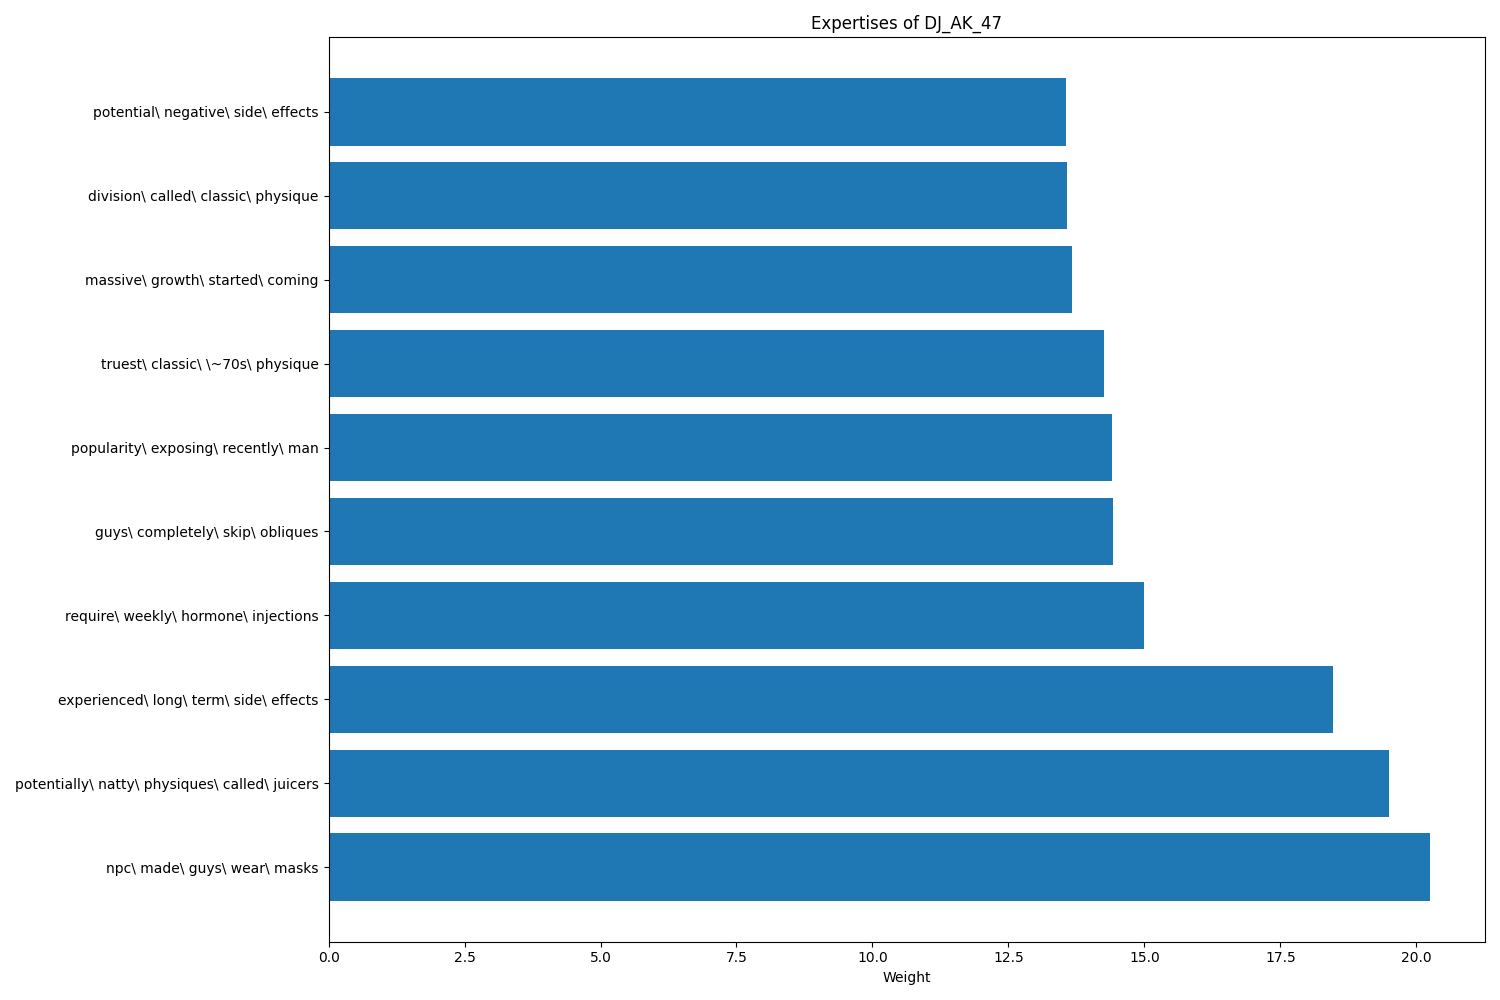 Expertises of DJ_AK_47
potential\ negative\ side\ effects
division\ called\ classic\ physique
massive\ growth\ started\ coming
truest\ classic\ \~70s\ physique
popularity\ exposing\ recently\ man
guys\ completely\ skip\ obliques
require\ weekly\ hormone\ injections
experienced\ long\ term\ side\ effects
potentially\ natty\ physiques\ called\ juicers
npc\ made\ guys\ wear\ masks
0.0 2.5 5.0 7.5 10.0 12.5 15.0 17.5 20.0
Weight